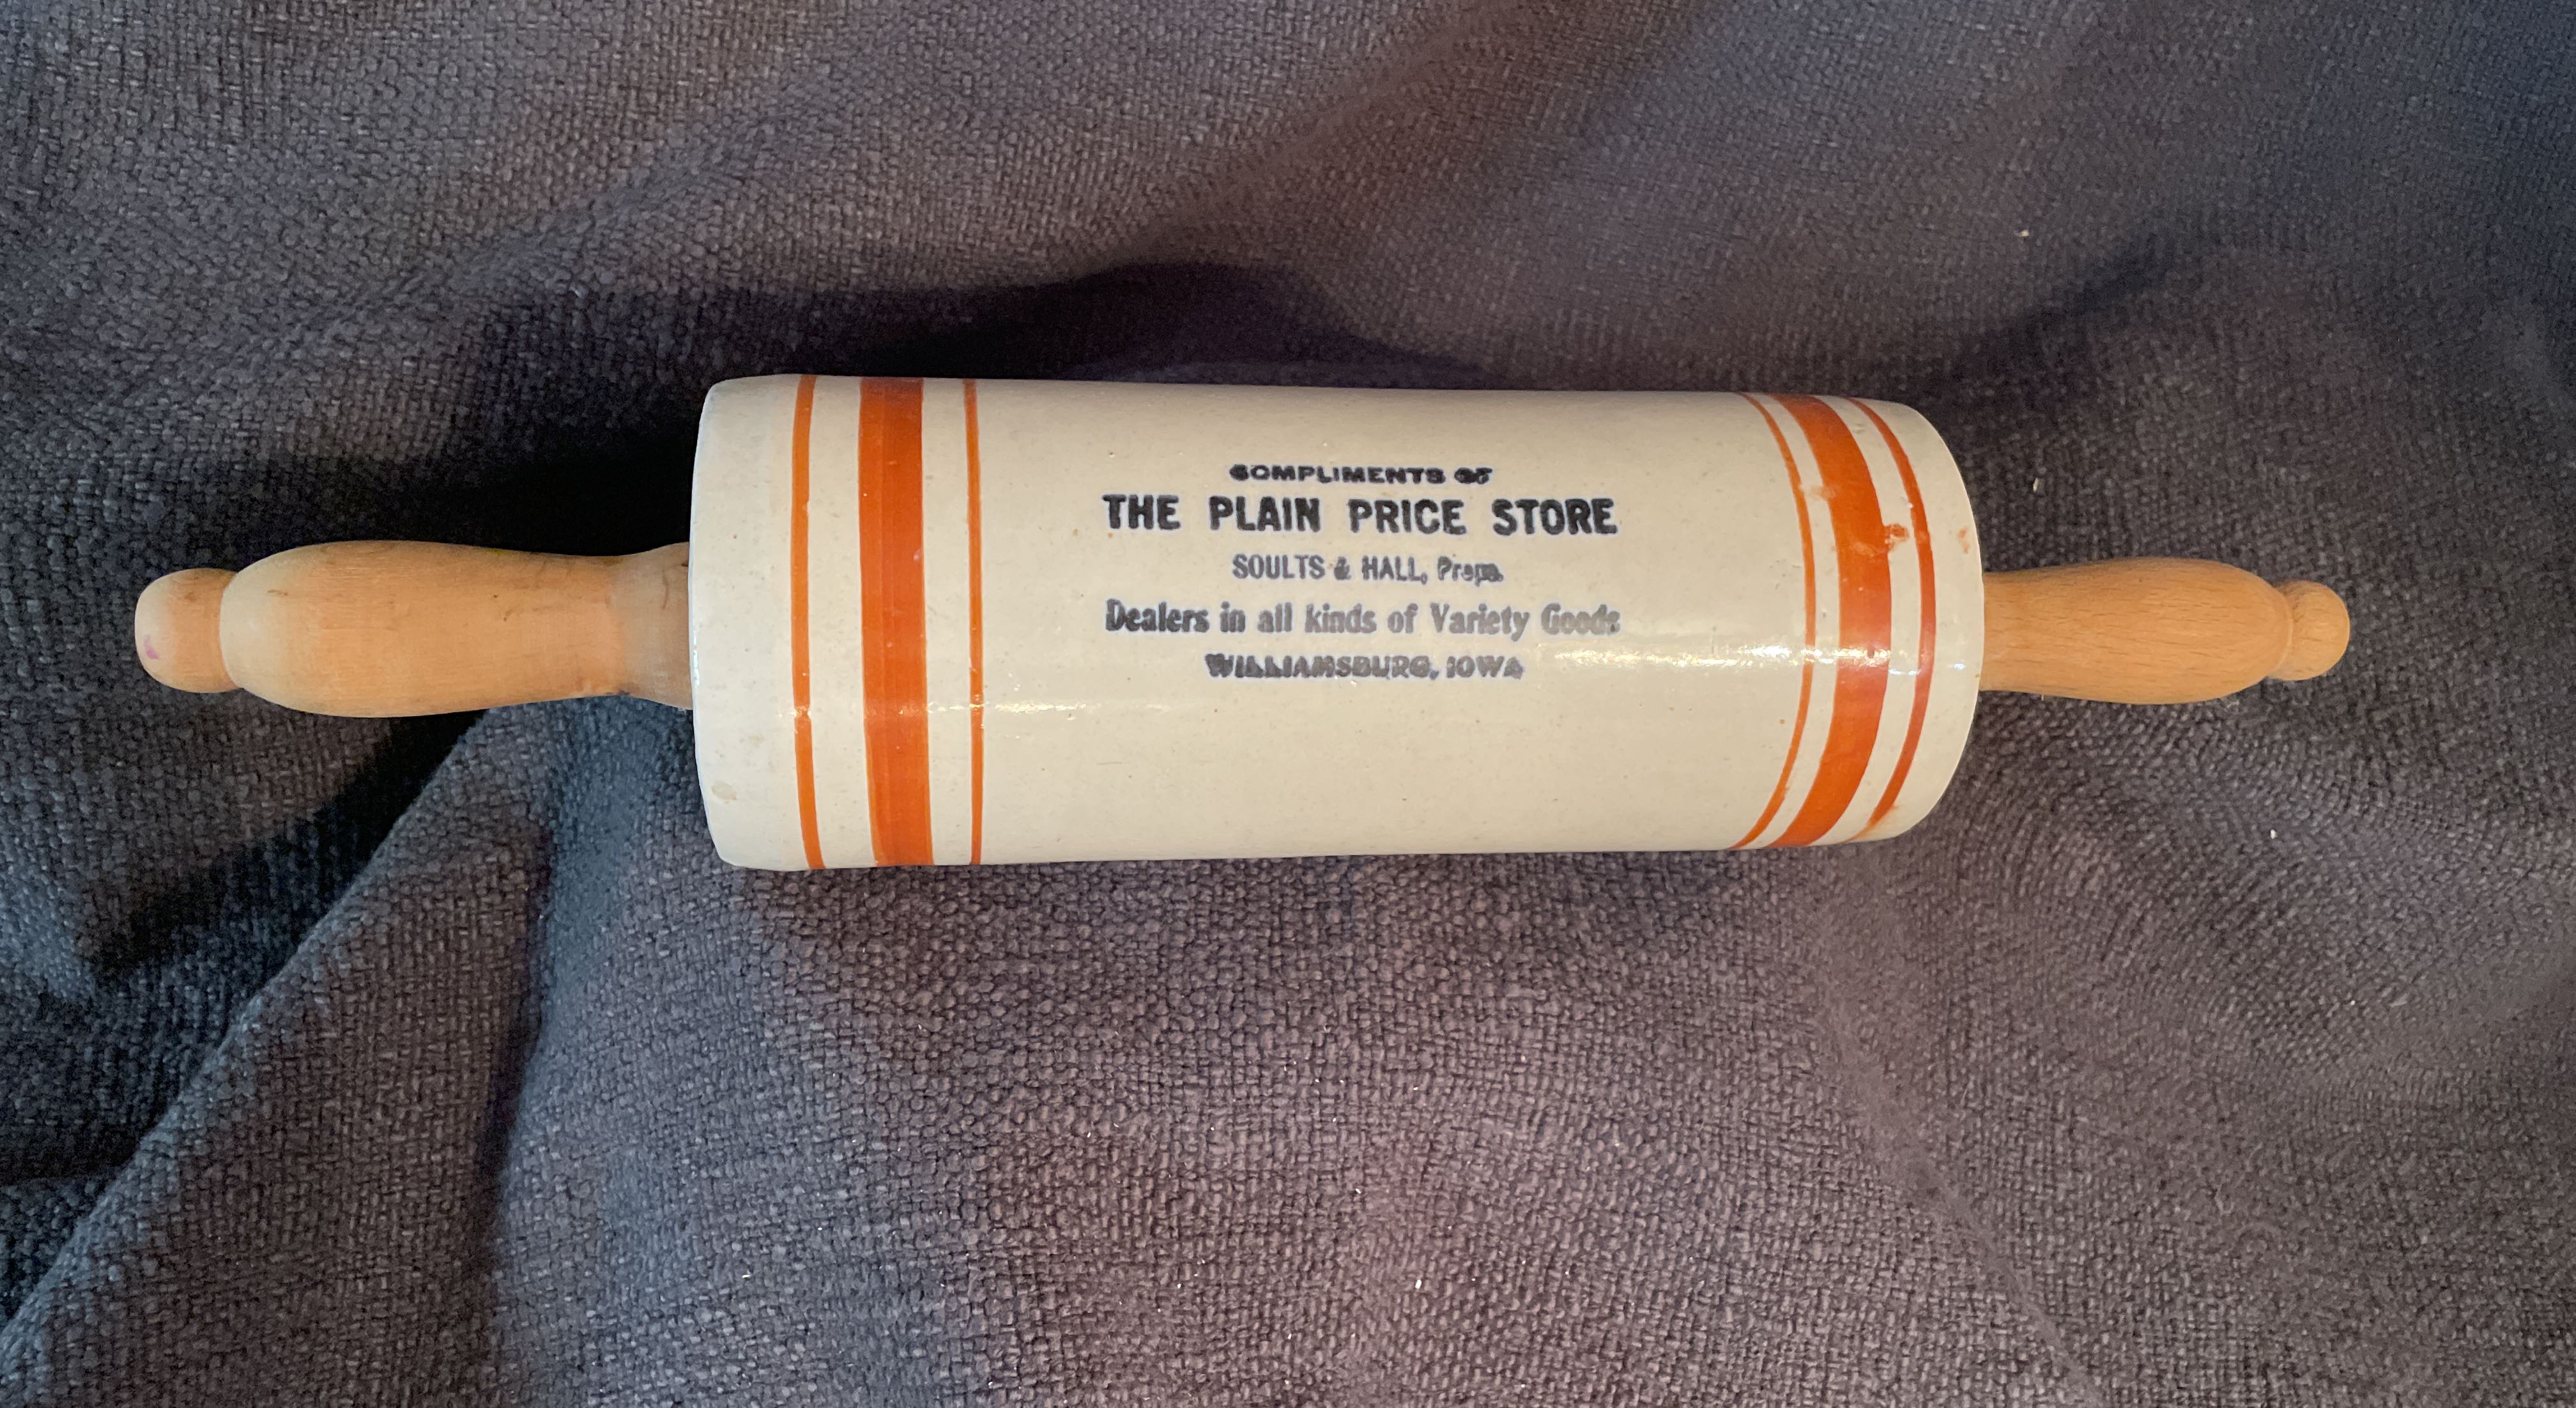 COMPLIMENTS OF
THE PLAIN PRICE STORE
SOULTS & HALL, Props.
Dealers in all kinds of Variety Goods
WILLIAMSBURG, IOWA